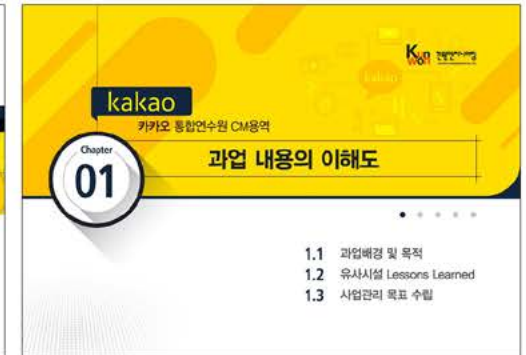 Kunwon
kakao
카카오 통합연수원 CM용역
Chapter
01
과업 내용의 이해도
1.1 과업배경 및 목적
1.2 유사시설 Lessons Learned
1.3 사업관리 목표 수립